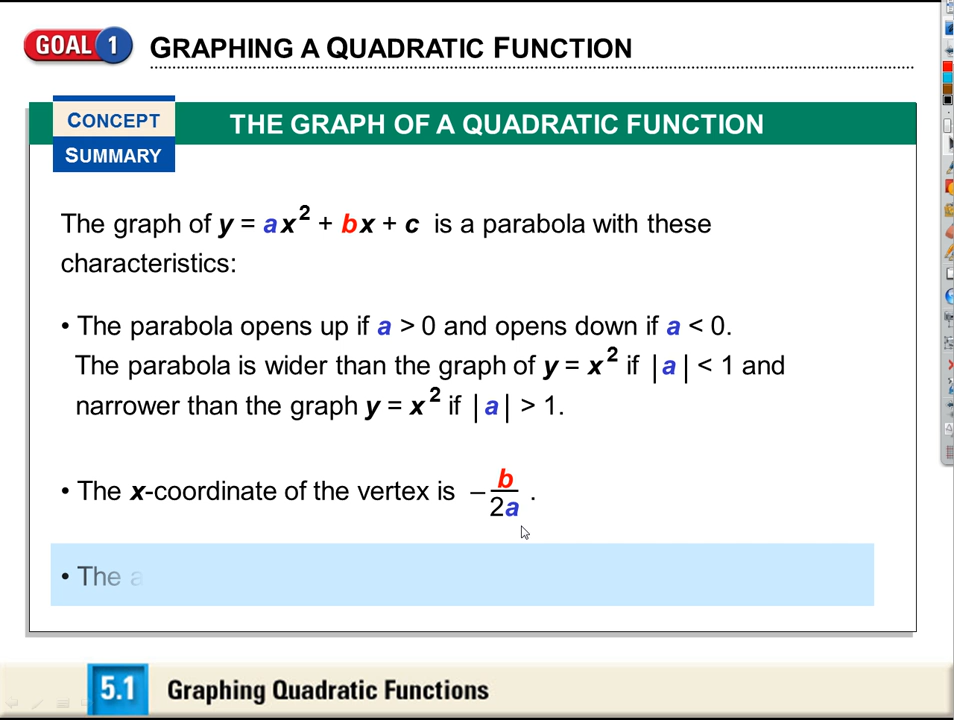 GOAL 1 GRAPHING A QUADRATIC FUNCTION
CONCEPT
SUMMARY
THE GRAPH OF A QUADRATIC FUNCTION
The graph of y = ax² + bx + c is a parabola with these
characteristics:
• The parabola opens up if a > 0 and opens down if a < 0.
The parabola is wider than the graph of y = x² if |a| < 1 and
narrower than the graph y = x² if |a| > 1.
• The x-coordinate of the vertex is – b/2a .
• The a
5.1 Graphing Quadratic Functions